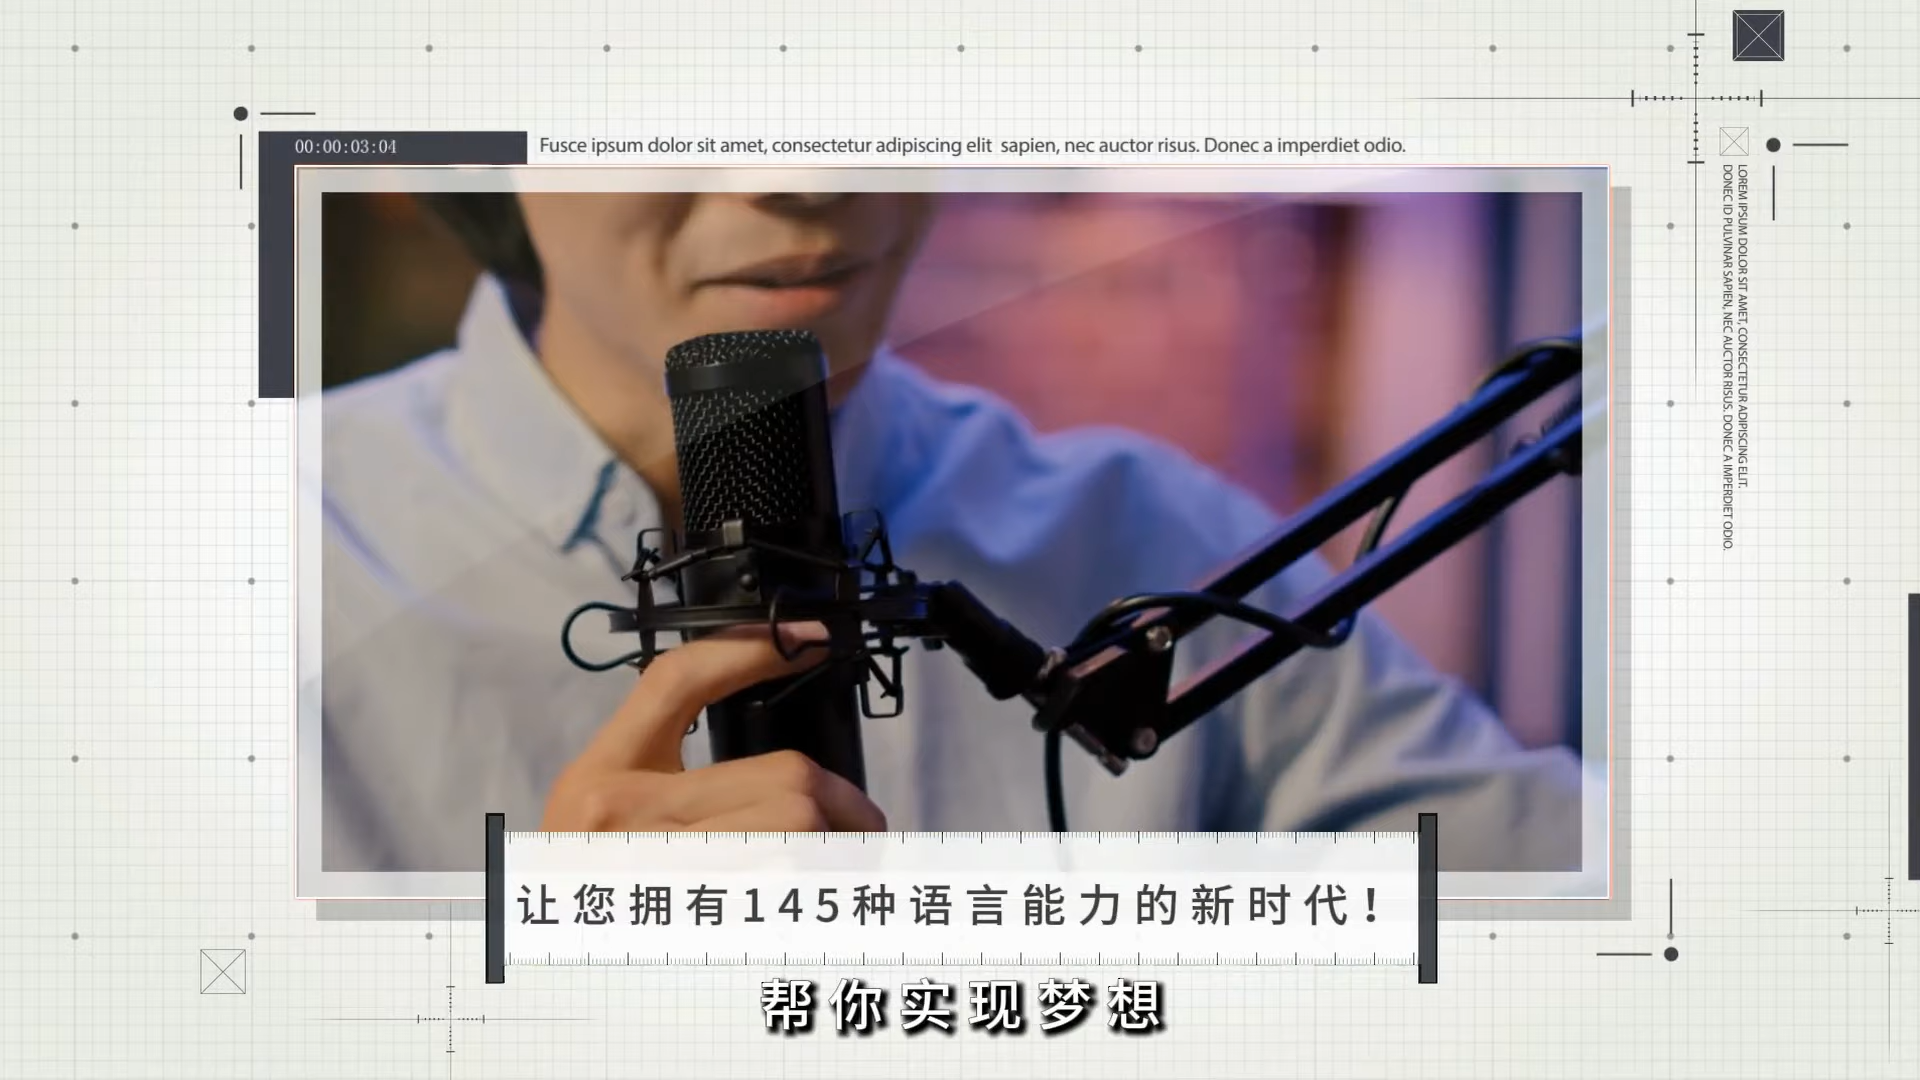 00:00:03:04
Fusce ipsum dolor sit amet, consectetur adipiscing elit sapien, nec auctor risus. Donec a imperdiet odio.
LOREM IPSUM DOLOR SIT AMET, CONSECTETUR ADIPISCING ELIT.
DONEC ID PULVINAR SAPIEN, NEC AUCTOR RISUS. DONEC A IMPERDIET ODIO.
让您拥有145种语言能力的新时代！
帮你实现梦想